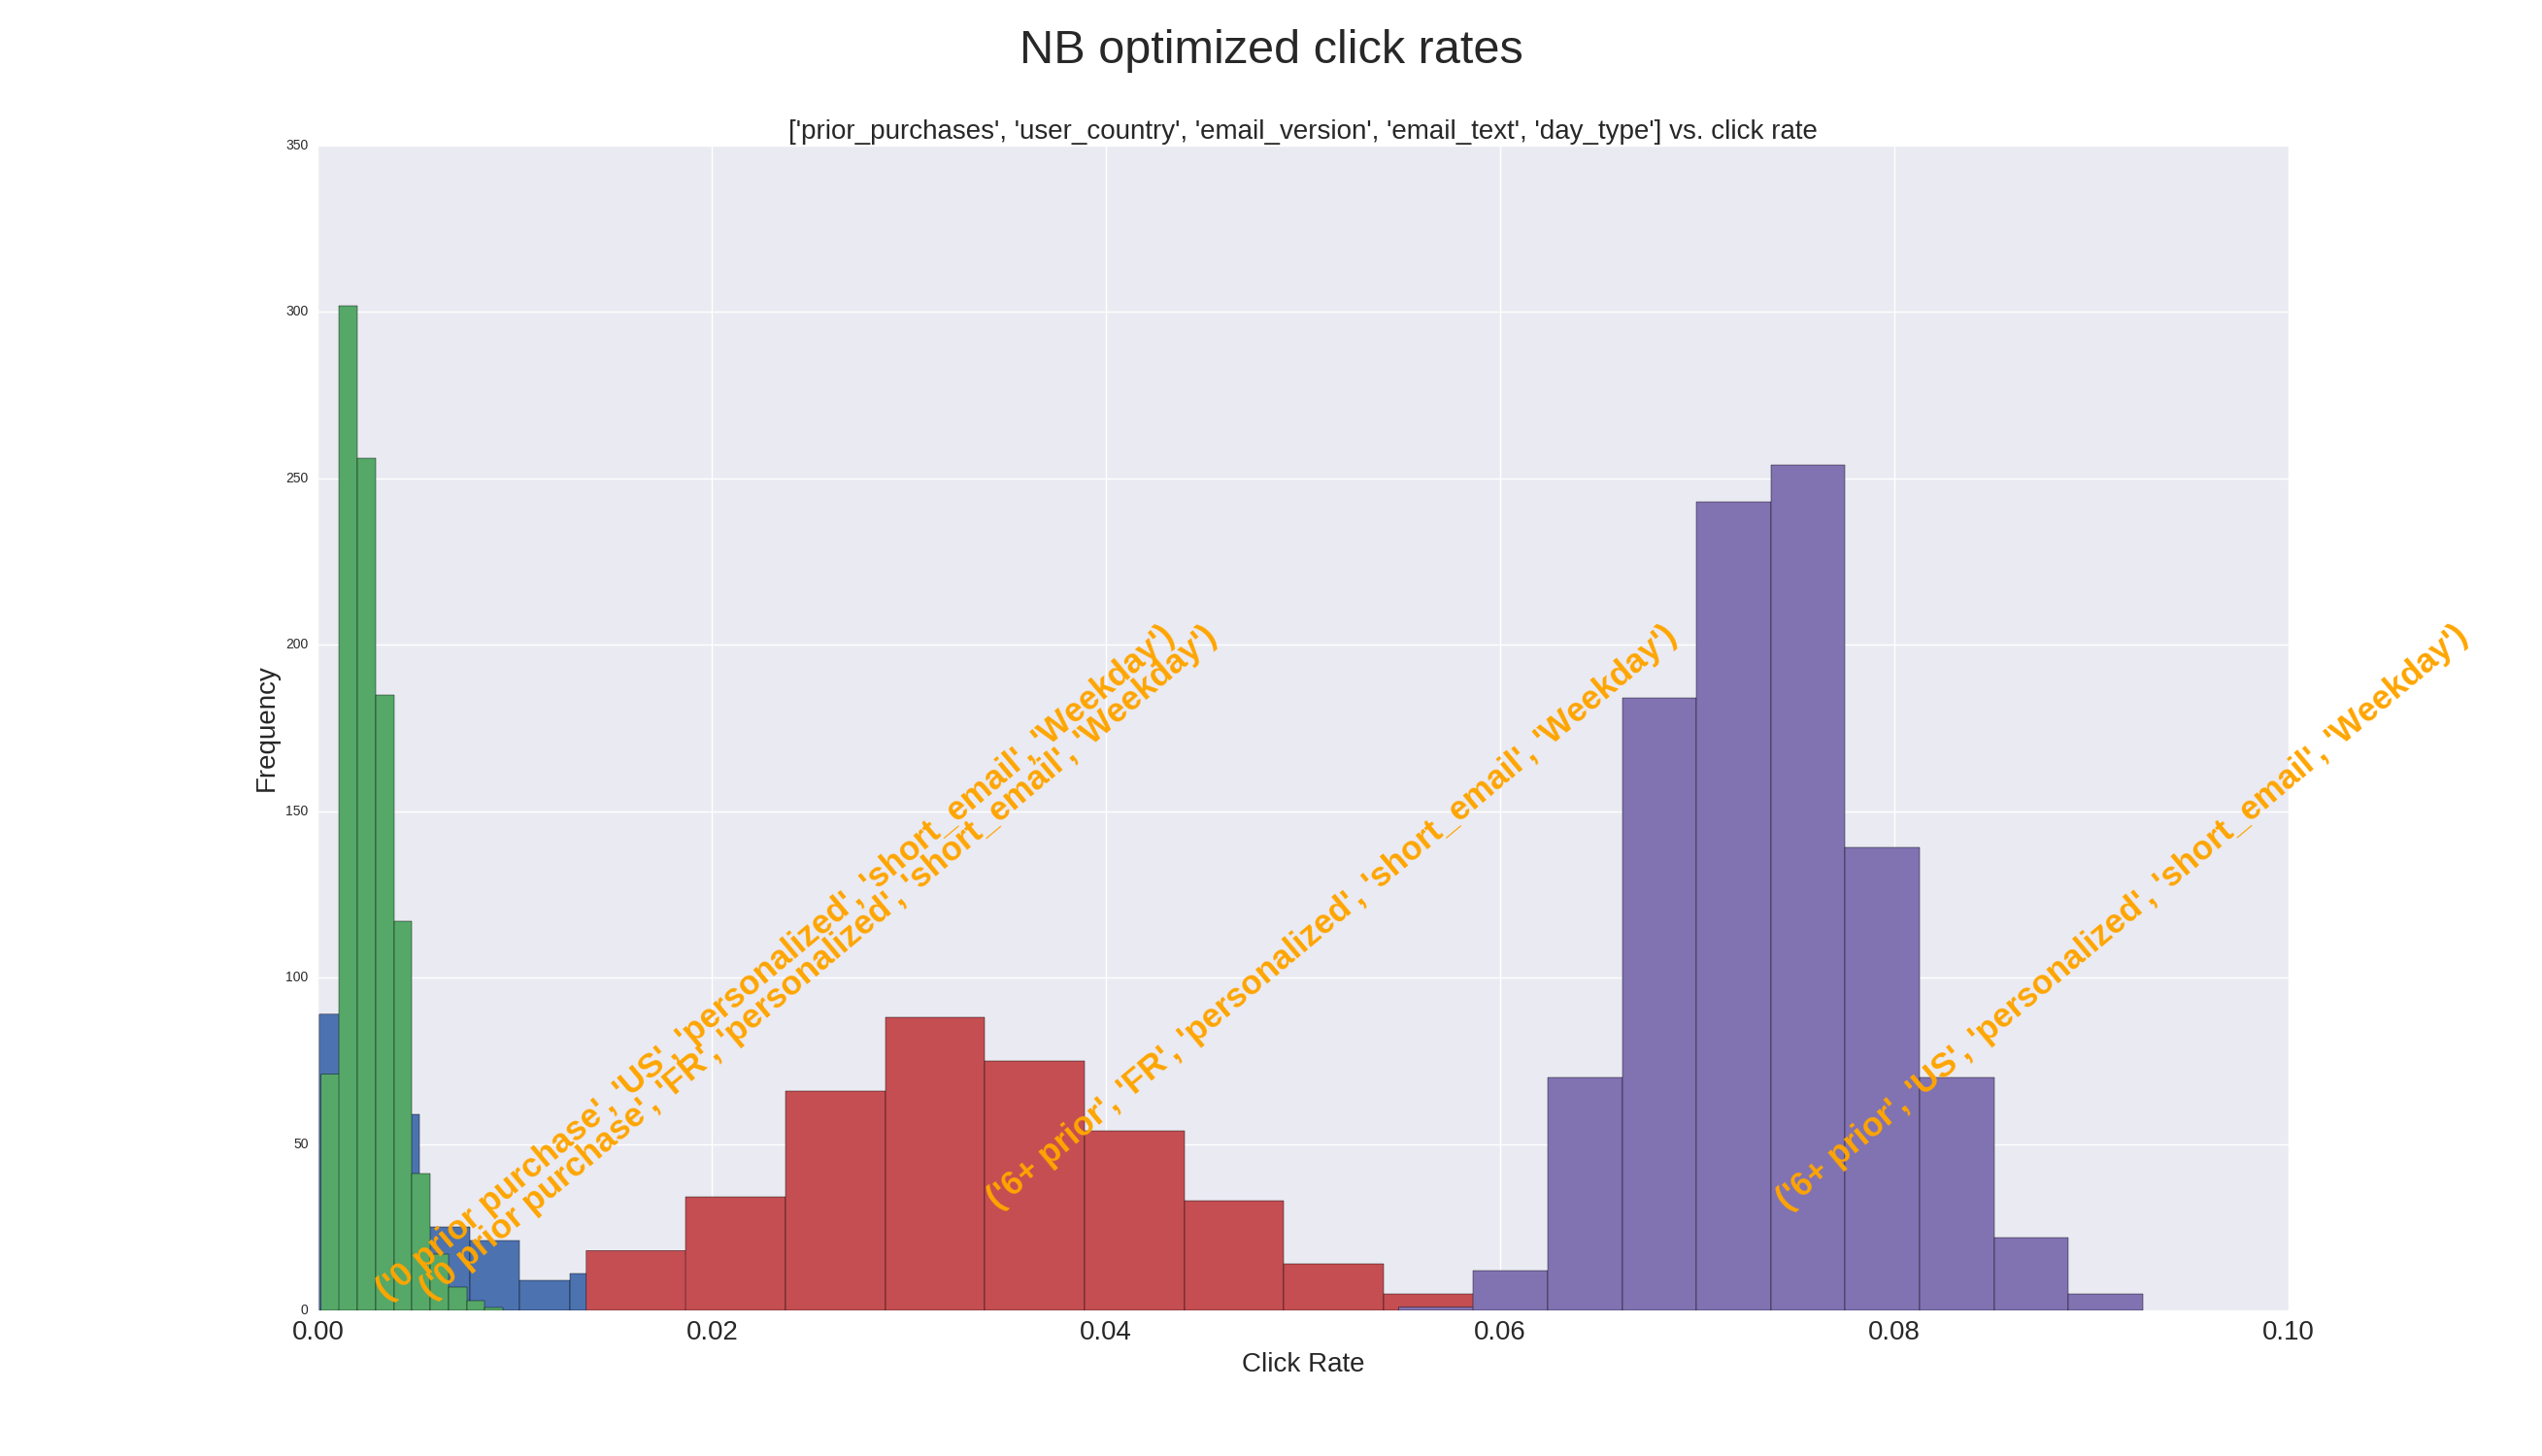 NB optimized click rates
['prior_purchases', 'user_country', 'email_version', 'email_text', 'day_type'] vs. click rate
350
300
250
200
150
100
50
0
Frequency
('0 prior purchase', 'US', 'personalized', 'short_email', 'Weekday')
('0 prior purchase', 'FR', 'personalized', 'short_email', 'Weekday')
('6+ prior', 'FR', 'personalized', 'short_email', 'Weekday')
('6+ prior', 'US', 'personalized', 'short_email', 'Weekday')
0.00 0.02 0.04 0.06 0.08 0.10
Click Rate